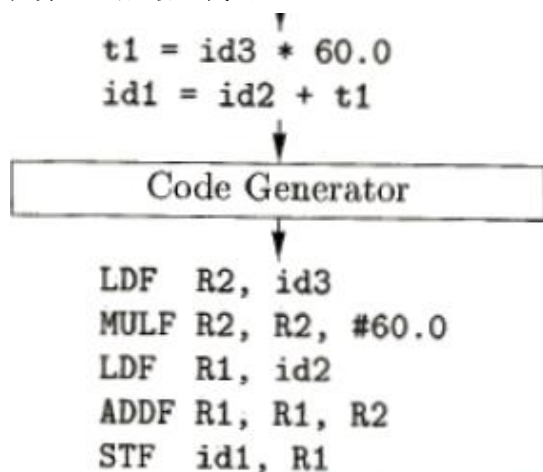 t1 = id3 * 60.0
id1 = id2 + t1
Code Generator
LDF R2, id3
MULF R2, R2, #60.0
LDF R1, id2
ADDF R1, R1, R2
STF id1, R1